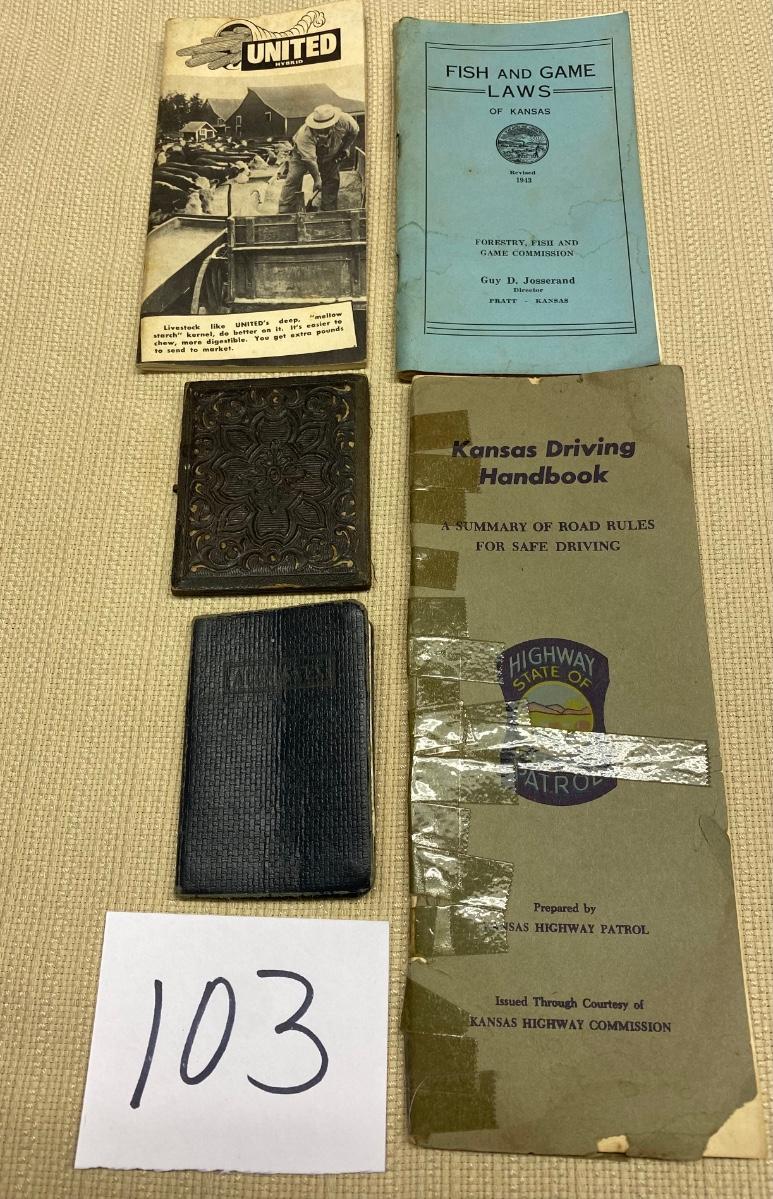 UNITED
HYBRID
Livestock like UNITED's deep, "mellow
starch" kernel, do better on it. It's easier to
chew, more digestible. You get extra pounds
to send to market.
FISH AND GAME
LAWS
OF KANSAS
Revised
1943
FORESTRY, FISH AND
GAME COMMISSION
Guy D. Josserand
Director
PRATT - KANSAS
Kansas Driving
Handbook
A SUMMARY OF ROAD RULES
FOR SAFE DRIVING
HIGHWAY
STATE OF
PATROL
Prepared by
KANSAS HIGHWAY PATROL
Issued Through Courtesy of
KANSAS HIGHWAY COMMISSION
103